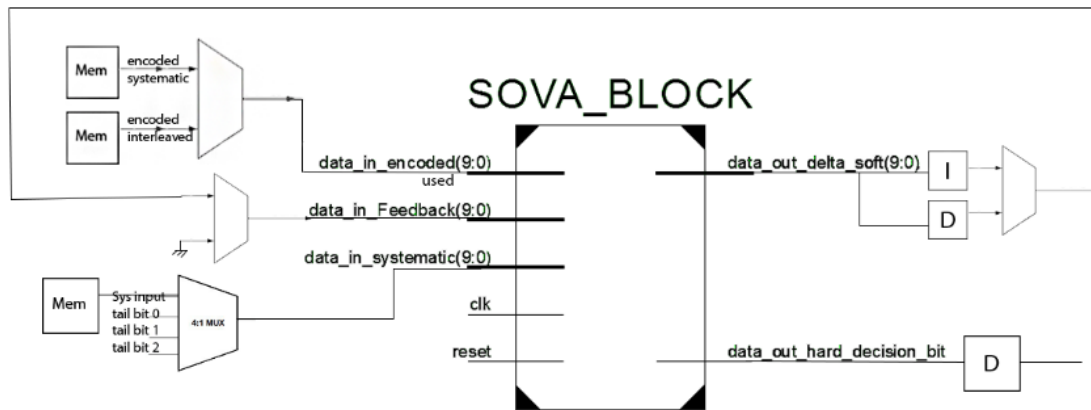 Mem
encoded
systematic
Mem
encoded
interleaved
SOVA_BLOCK
data_in_encoded(9:0)
used
data_in_Feedback(9:0)
data_in_systematic(9:0)
clk
reset
data_out_delta_soft(9:0)
I
D
data_out_hard_decision_bit
D
Mem
Sys input
tail bit 0
tail bit 1
tail bit 2
4:1 MUX